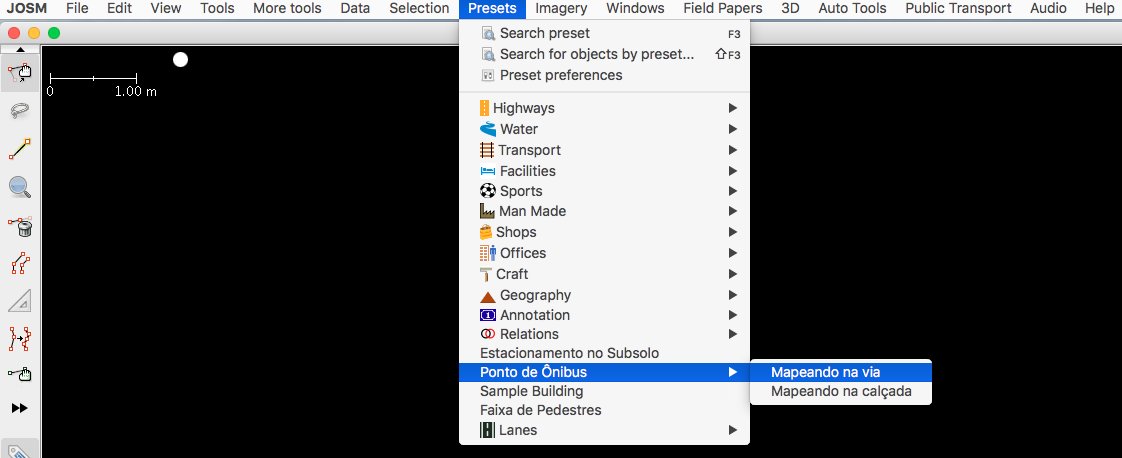 JOSM File Edit View Tools More tools Data Selection Presets Imagery Windows Field Papers 3D Auto Tools Public Transport Audio Help
Search preset F3
Search for objects by preset... ⇧F3
Preset preferences
0 1.00 m
Highways
Water
Transport
Facilities
Sports
Man Made
Shops
Offices
Craft
Geography
Annotation
Relations
Estacionamento no Subsolo
Ponto de Ônibus
Mapeando na via
Sample Building
Mapeando na calçada
Faixa de Pedestres
Lanes